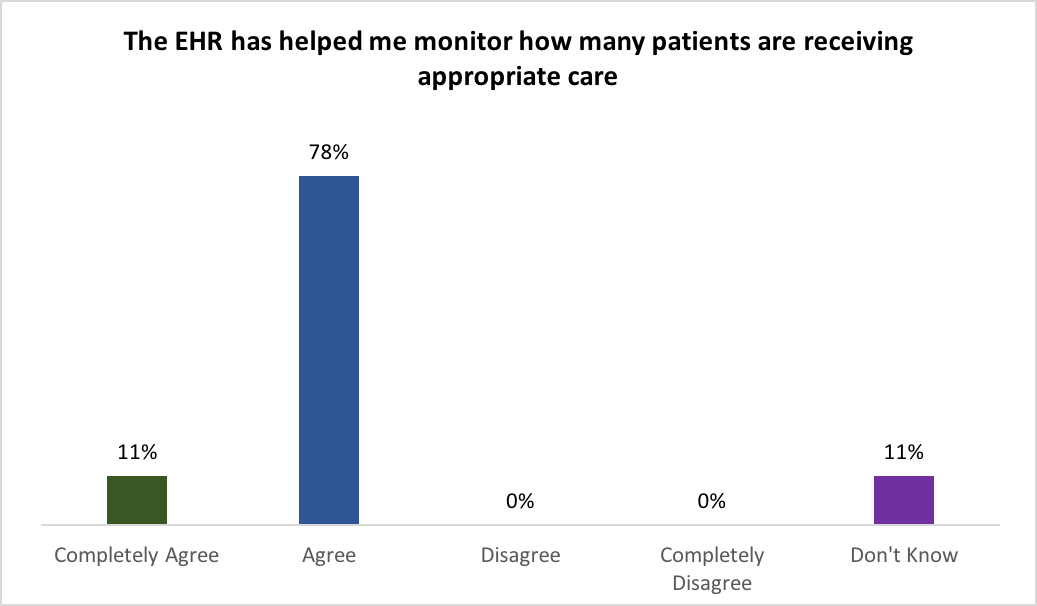 The EHR has helped me monitor how many patients are receiving
appropriate care
78%
11%
0%
0%
11%
Completely Agree
Agree
Disagree
Completely
Disagree
Don't Know